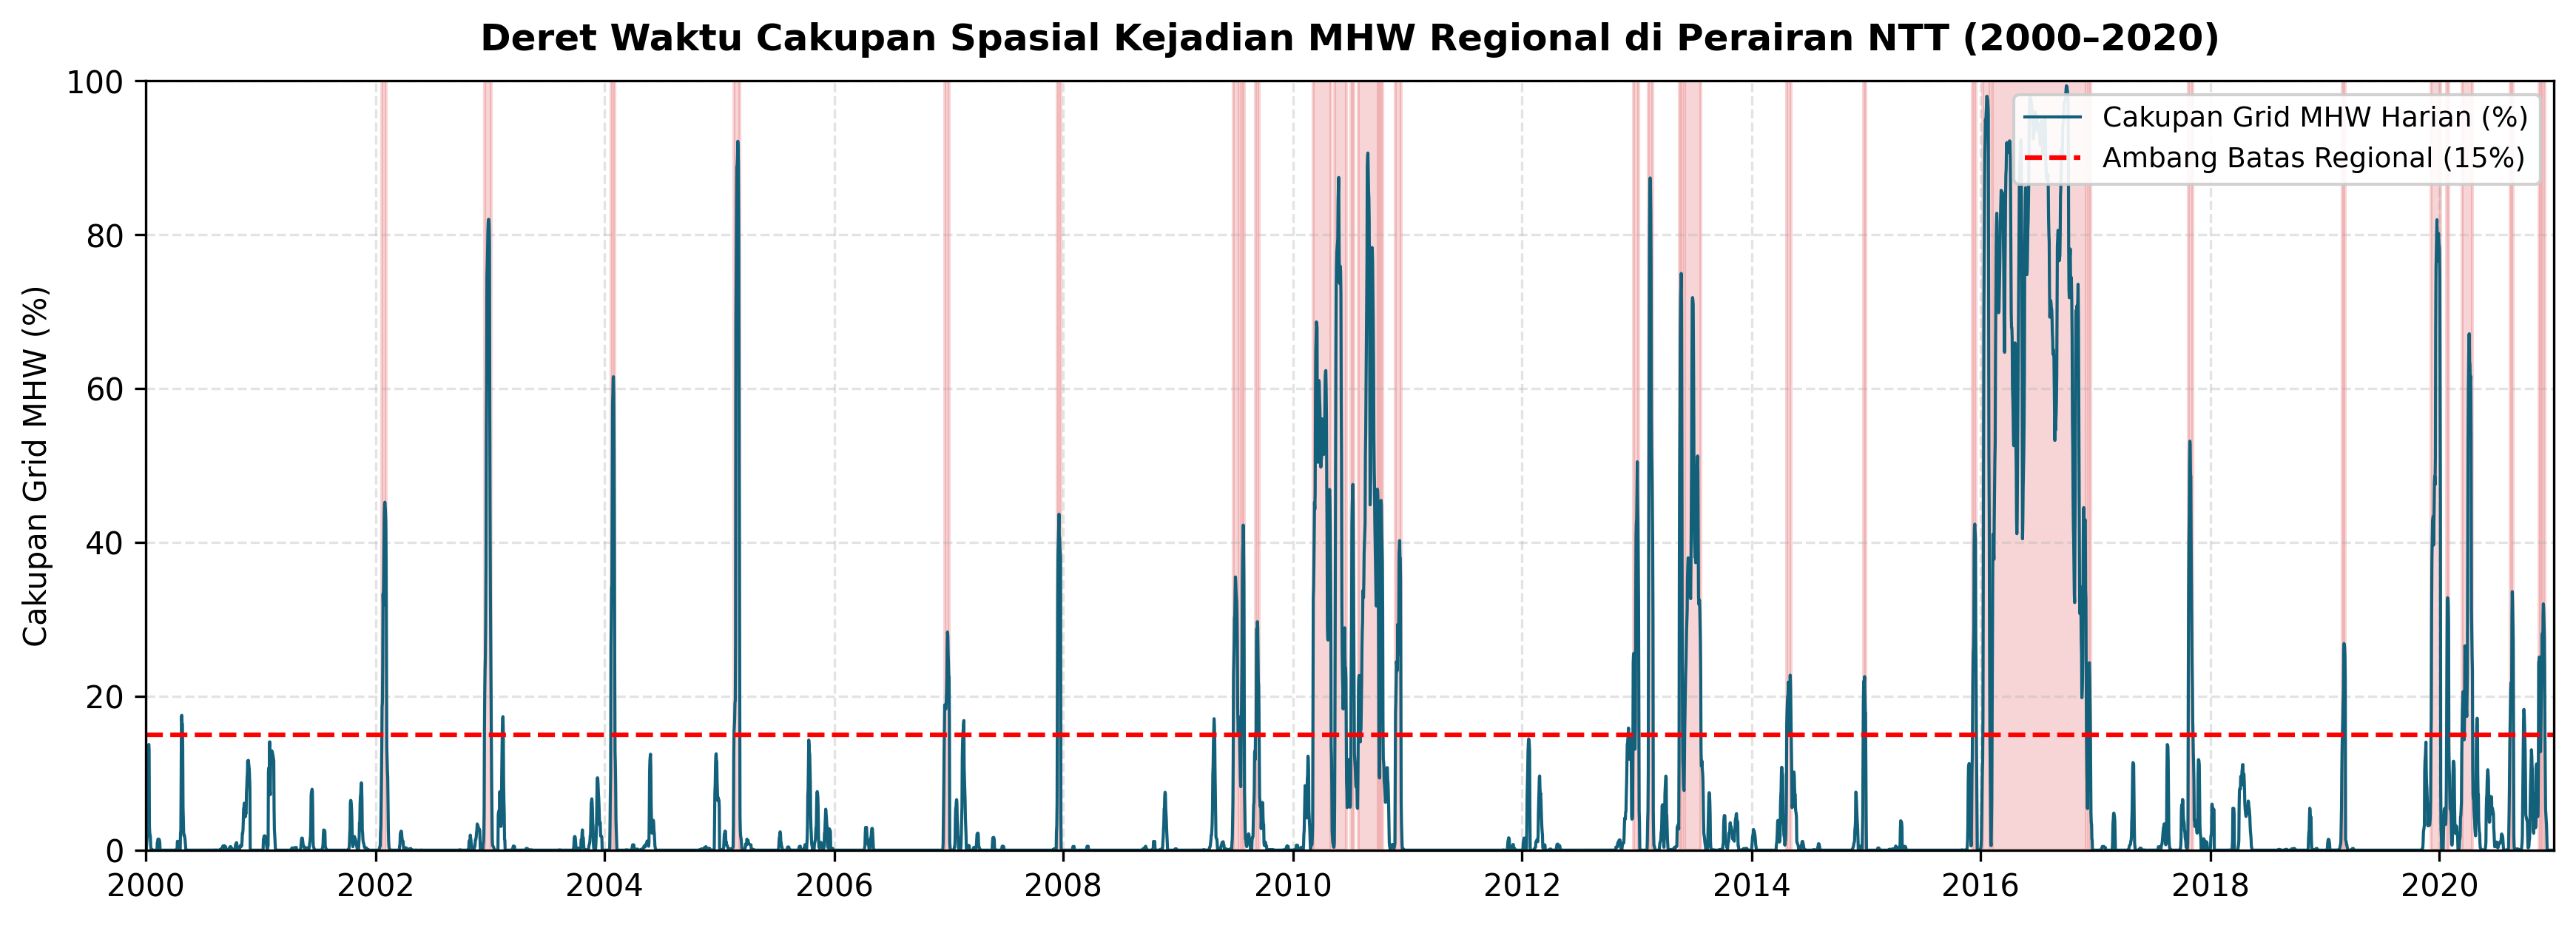 Deret Waktu Cakupan Spasial Kejadian MHW Regional di Perairan NTT (2000–2020)
Cakupan Grid MHW (%)
100
80
60
40
20
0
Cakupan Grid MHW Harian (%)
Ambang Batas Regional (15%)
2000 2002 2004 2006 2008 2010 2012 2014 2016 2018 2020